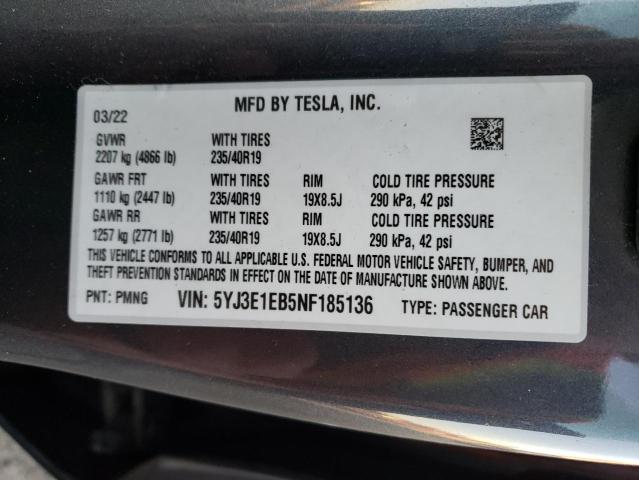 MFD BY TESLA, INC.
03/22
GVWR WITH TIRES
2207 kg (4866 lb) 235/40R19
GAWR FRT WITH TIRES RIM COLD TIRE PRESSURE
1110 kg (2447 lb) 235/40R19 19X8.5J 290 kPa, 42 psi
GAWR RR WITH TIRES RIM COLD TIRE PRESSURE
1257 kg (2771 lb) 235/40R19 19X8.5J 290 kPa, 42 psi
THIS VEHICLE CONFORMS TO ALL APPLICABLE U.S. FEDERAL MOTOR VEHICLE SAFETY, BUMPER, AND
THEFT PREVENTION STANDARDS IN EFFECT ON THE DATE OF MANUFACTURE SHOWN ABOVE.
PNT: PMNG VIN: 5YJ3E1EB5NF185136 TYPE: PASSENGER CAR